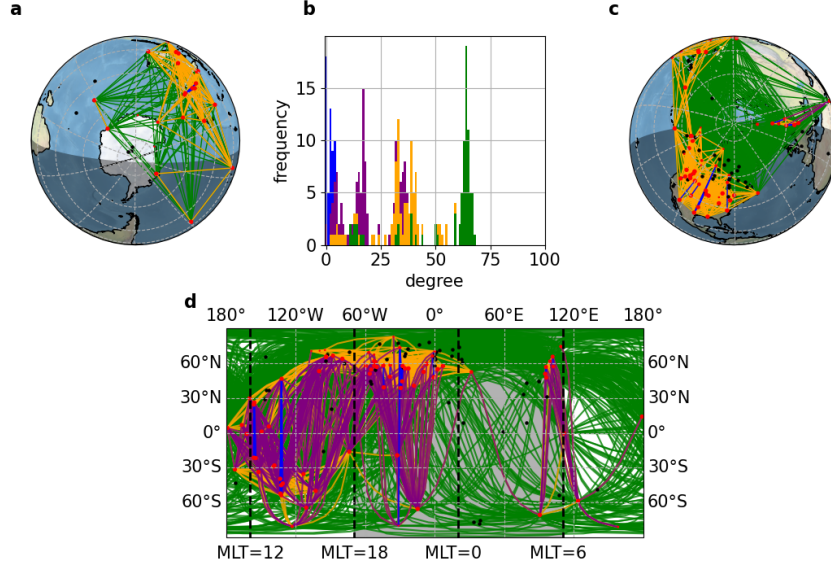 a
b
c
frequency
15
10
5
0
0 25 50 75 100
degree
d
180° 120°W 60°W 0° 60°E 120°E 180°
60°N 60°N
30°N 30°N
0° 0°
30°S 30°S
60°S 60°S
MLT=12 MLT=18 MLT=0 MLT=6